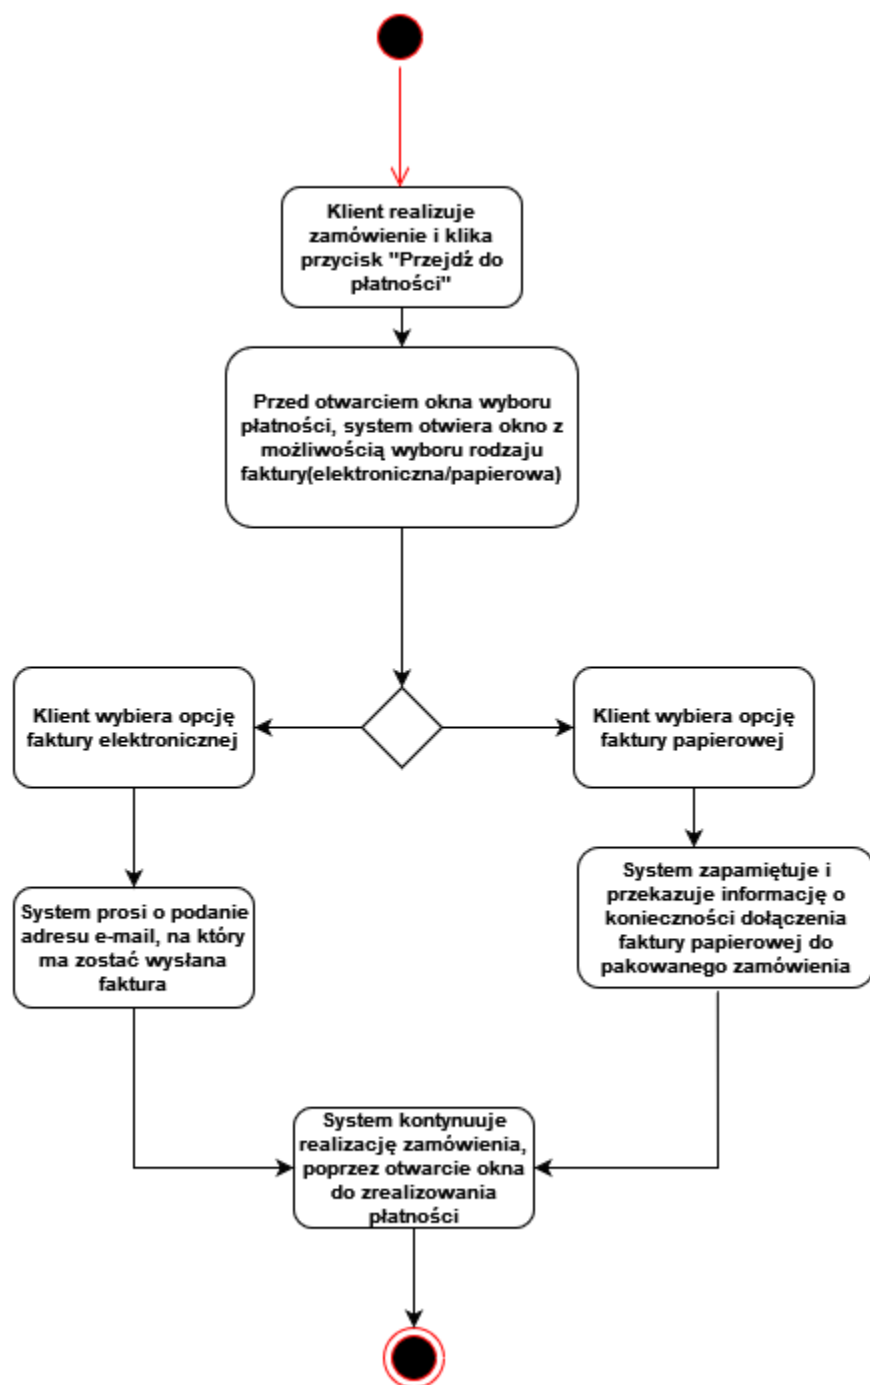 Klient realizuje
zamówienie i klika
przycisk "Przejdź do
płatności"
Przed otwarciem okna wyboru
płatności, system otwiera okno z
możliwością wyboru rodzaju
faktury(elektroniczna/papierowa)
Klient wybiera opcję
faktury elektronicznej
Klient wybiera opcję
faktury papierowej
System prosi o podanie
adresu e-mail, na który
ma zostać wysłana
faktura
System zapamiętuje i
przekazuje informację o
konieczności dołączenia
faktury papierowej do
pakowanego zamówienia
System kontynuuje
realizację zamówienia,
poprzez otwarcie okna
do zrealizowania
płatności